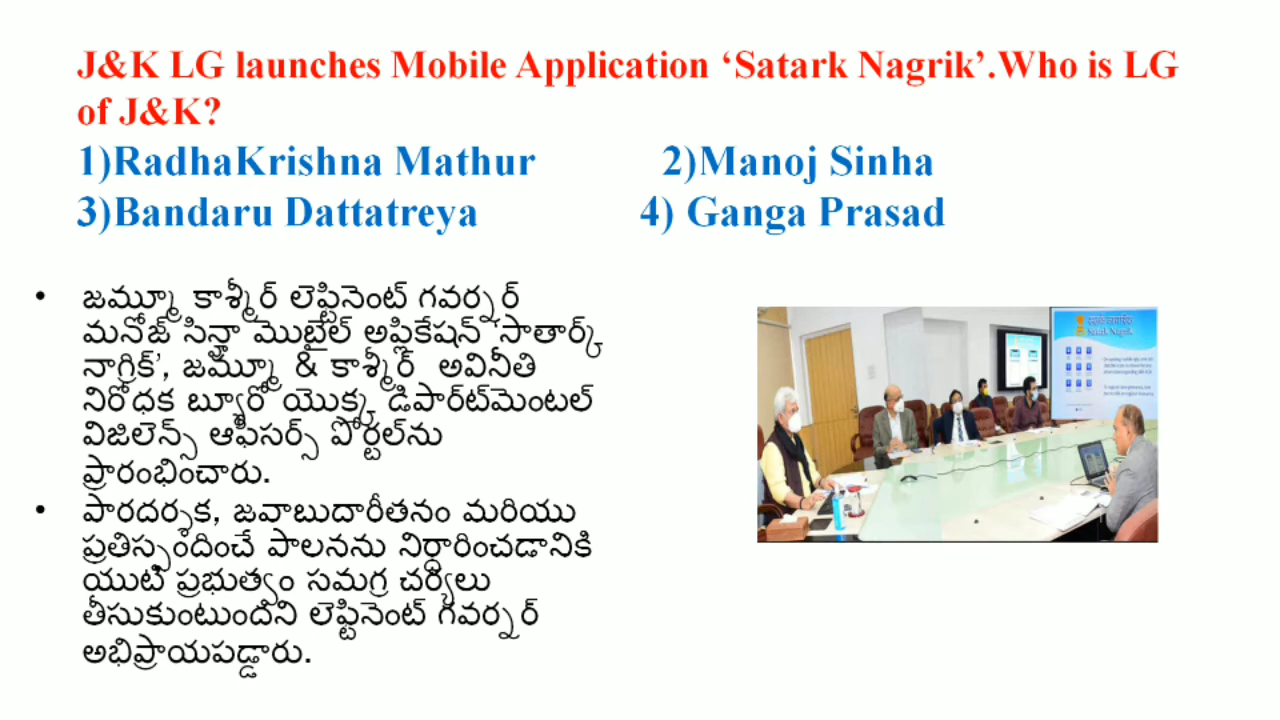 J&K LG launches Mobile Application ‘Satark Nagrik’.Who is LG
of J&K?
1)RadhaKrishna Mathur 2)Manoj Sinha
3)Bandaru Dattatreya 4) Ganga Prasad
• జమ్మూ కాశ్మీర్ లెఫ్టినెంట్ గవర్నర్
మనోజ్ సిన్హా మొబైల్ అప్లికేషన్ ‘సాతార్క్
నాగ్రిక్’, జమ్మూ & కాశ్మీర్ అవినీతి
నిరోధక బ్యూరో యొక్క డిపార్ట్‌మెంటల్
విజిలెన్స్ ఆఫీసర్స్ పోర్టల్‌ను
ప్రారంభించారు.
• పారదర్శక, జవాబుదారీతనం మరియు
ప్రతిస్పందించే పాలనను నిర్ధారించడానికి
యుటి ప్రభుత్వం సమగ్ర చర్యలు
తీసుకుంటుందని లెఫ్టినెంట్ గవర్నర్
అభిప్రాయపడ్డారు.
सतर्क नागरिक
Satark Nagrik